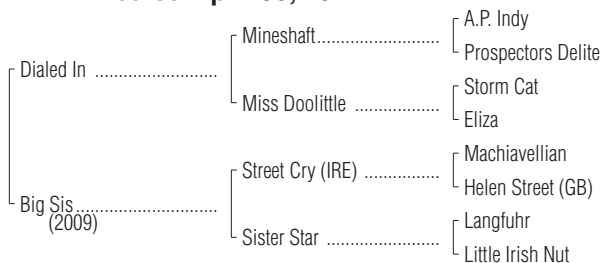 A.P. Indy
Mineshaft........................................
Prospectors Delite
Dialed In ........................................
Storm Cat
Miss Doolittle ...........................
Eliza
Machiavellian
Street Cry (IRE) ........................
Helen Street (GB)
Big Sis.............................................
(2009)
Langfuhr
Sister Star ....................................
Little Irish Nut